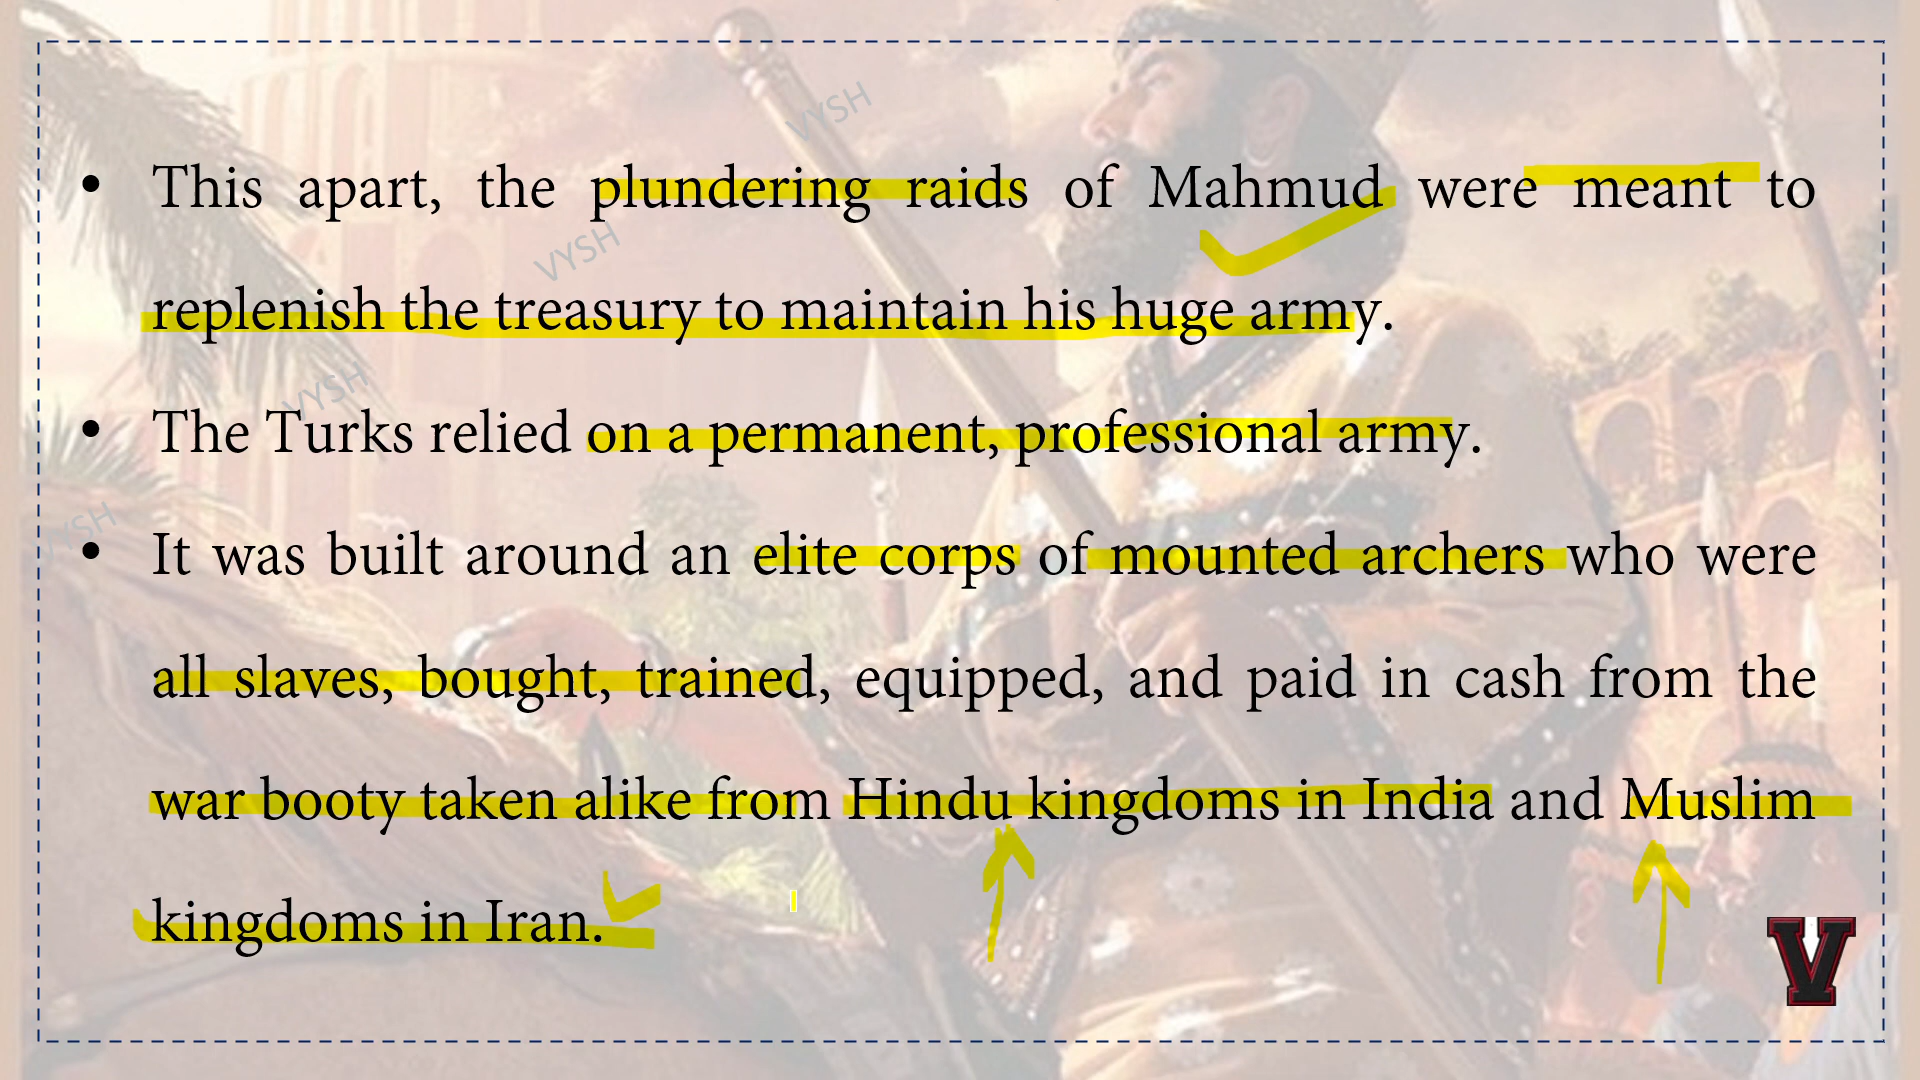 VYSH
• This apart, the plundering raids of Mahmud were meant to
VYSH
replenish the treasury to maintain his huge army.
VYSH
• The Turks relied on a permanent, professional army.
VYSH
• It was built around an elite corps of mounted archers who were
all slaves, bought, trained, equipped, and paid in cash from the
war booty taken alike from Hindu kingdoms in India and Muslim
kingdoms in Iran.
V